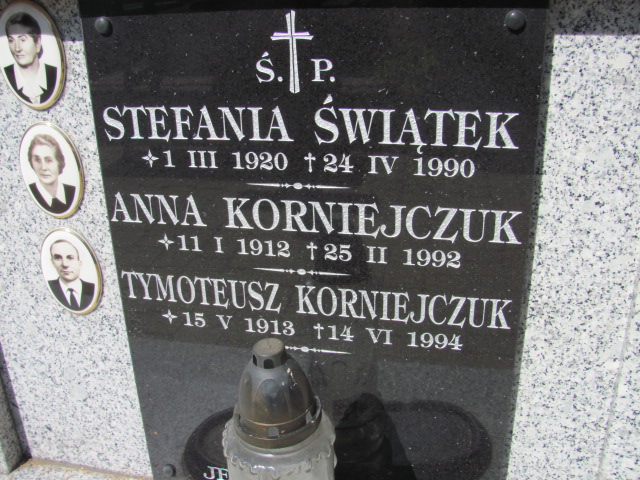 Ś. P.
STEFANIA ŚWIĄTEK
1 III 1920 † 24 IV 1990
ANNA KORNIEJCZUK
11 I 1912 † 25 II 1992
TYMOTEUSZ KORNIEJCZUK
15 V 1913 † 14 VI 1994